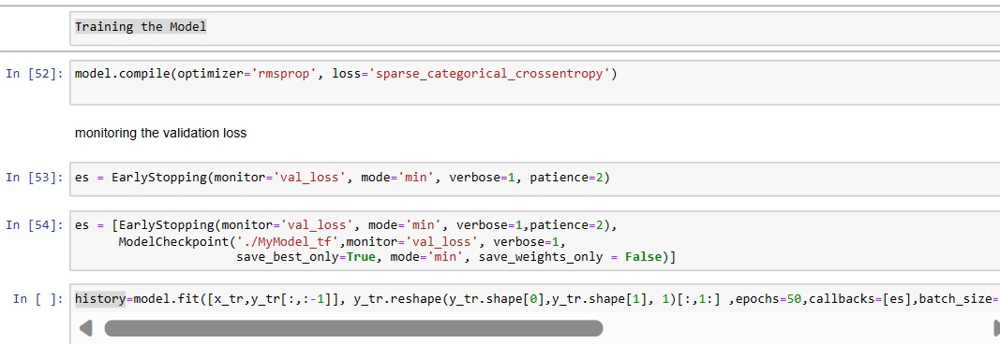 Training the Model
In [52]: model.compile(optimizer='rmsprop', loss='sparse_categorical_crossentropy')
monitoring the validation loss
In [53]: es = EarlyStopping(monitor='val_loss', mode='min', verbose=1, patience=2)
In [54]: es = [EarlyStopping(monitor='val_loss', mode='min', verbose=1,patience=2),
ModelCheckpoint('./MyModel_tf',monitor='val_loss', verbose=1,
save_best_only=True, mode='min', save_weights_only = False)]
In [ ]: history=model.fit([x_tr,y_tr[:,:-1]], y_tr.reshape(y_tr.shape[0],y_tr.shape[1], 1)[:,1:] ,epochs=50,callbacks=[es],batch_size=